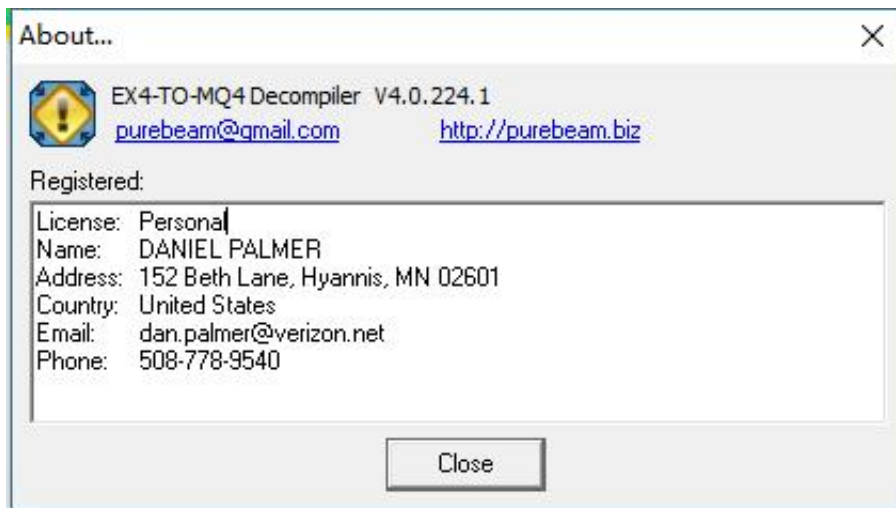 About...
EX4-TO-MQ4 Decompiler V4.0.224.1
purebeam@gmail.com http://purebeam.biz
Registered:
License: Personal
Name: DANIEL PALMER
Address: 152 Beth Lane, Hyannis, MN 02601
Country: United States
Email: dan.palmer@verizon.net
Phone: 508-778-9540
Close